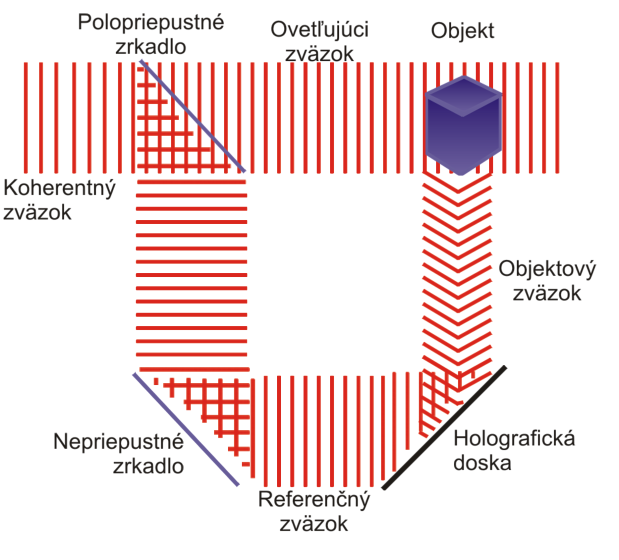 Polopriepustné
zrkadlo
Ovetľujúci
zväzok
Objekt
Koherentný
zväzok
Objektový
zväzok
Nepriepustné
zrkadlo
Holografická
doska
Referenčný
zväzok